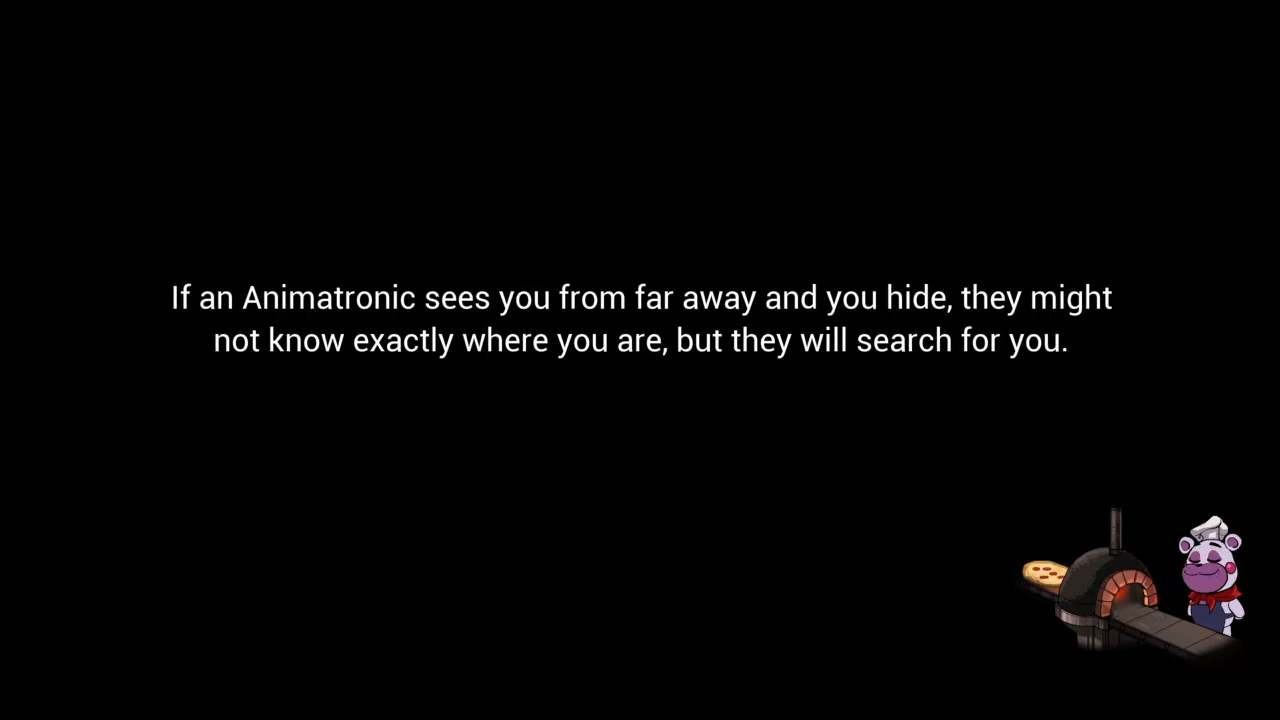 If an Animatronic sees you from far away and you hide, they might
not know exactly where you are, but they will search for you.